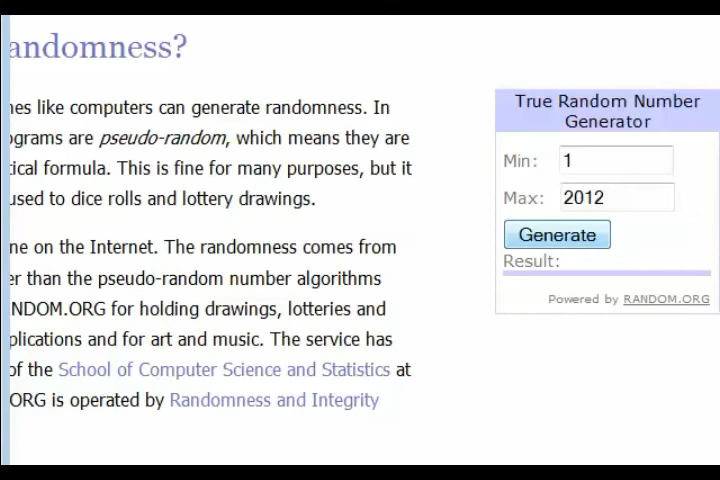 andomness?
nes like computers can generate randomness. In
ograms are pseudo-random, which means they are
tical formula. This is fine for many purposes, but it
used to dice rolls and lottery drawings.
ne on the Internet. The randomness comes from
er than the pseudo-random number algorithms
NDOM.ORG for holding drawings, lotteries and
plications and for art and music. The service has
of the School of Computer Science and Statistics at
ORG is operated by Randomness and Integrity
True Random Number
Generator
Min: 1
Max: 2012
Generate
Result:
Powered by RANDOM.ORG